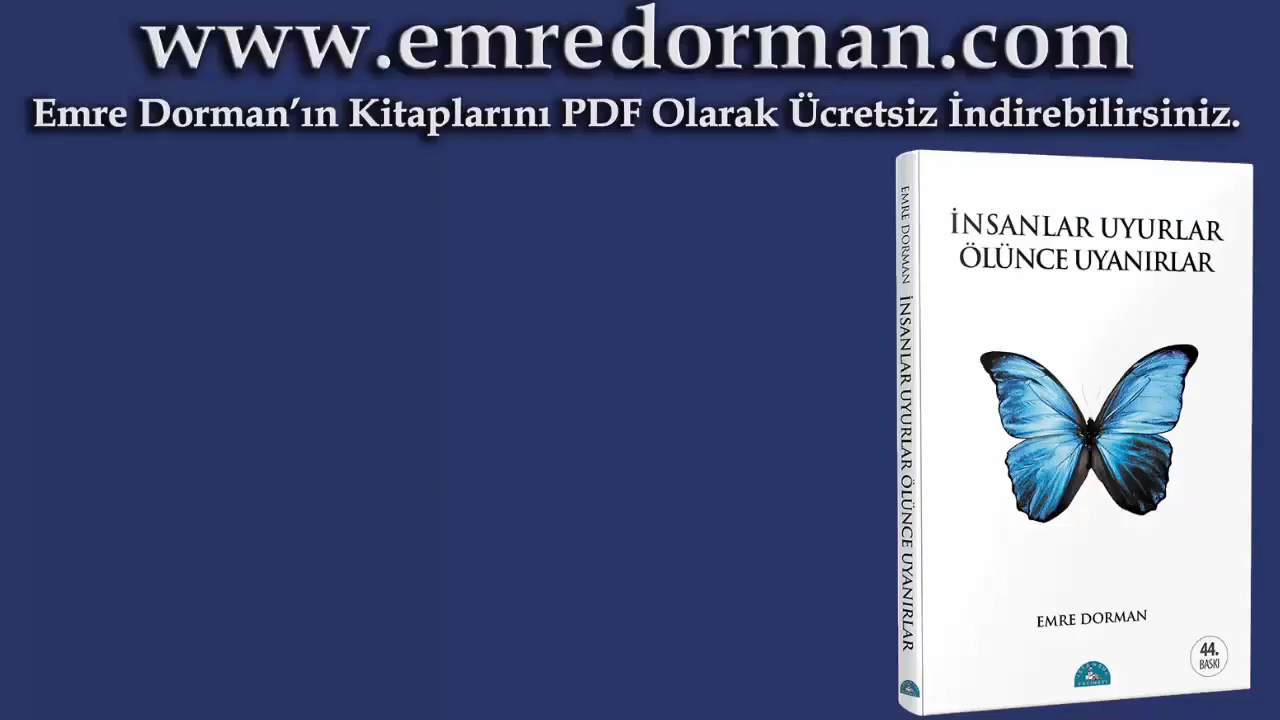 www.emredorman.com
Emre Dorman’ın Kitaplarını PDF Olarak Ücretsiz İndirebilirsiniz.
EMRE DORMAN İNSANLAR UYURLAR ÖLÜNCE UYANIRLAR
İNSANLAR UYURLAR
ÖLÜNCE UYANIRLAR
EMRE DORMAN
44.
BASKI